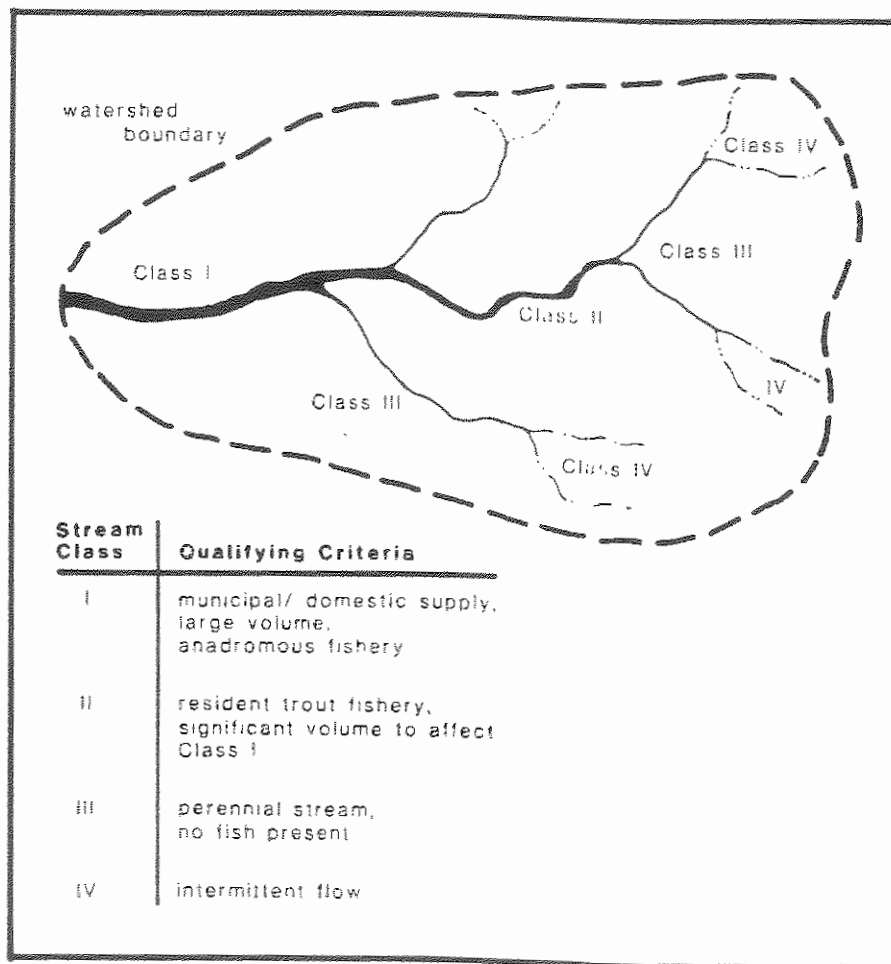 watershed
boundary
Class IV
Class I
Class III
Class II
IV
Class III
Class IV
Stream
Class
Qualifying Criteria
I
municipal/ domestic supply,
large volume,
anadromous fishery
II
resident trout fishery,
significant volume to affect
Class I
III
perennial stream,
no fish present
IV
intermittent flow